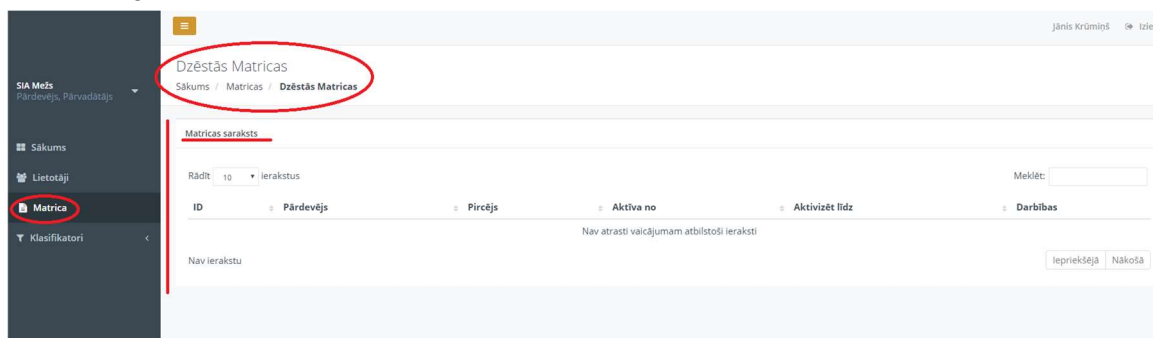 Jānis Krūmiņš Izie
Dzēstās Matricas
Sākums / Matricas / Dzēstās Matricas
SIA Mežs
Pārdevējs, Pārvadātājs
Sākums
Lietotāji
Matrica
Klasifikatori
Matricas saraksts
Rādīt 10 ierakstus Meklēt:
ID Pārdevējs Pircējs Aktīva no Aktivizēt līdz Darbības
Nav atrasti vaicājumam atbilstoši ieraksti
Nav ierakstu Iepriekšējā Nākošā